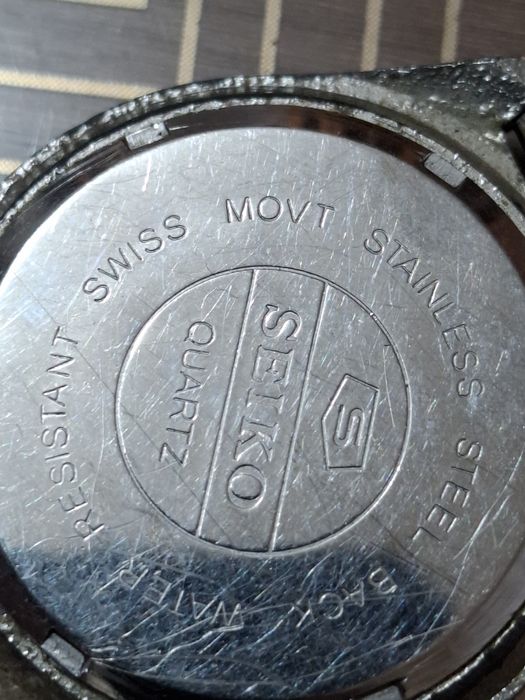 WATER RESISTANT SWISS MOVT STAINLESS STEEL BACK
S
SEIKO
QUARTZ